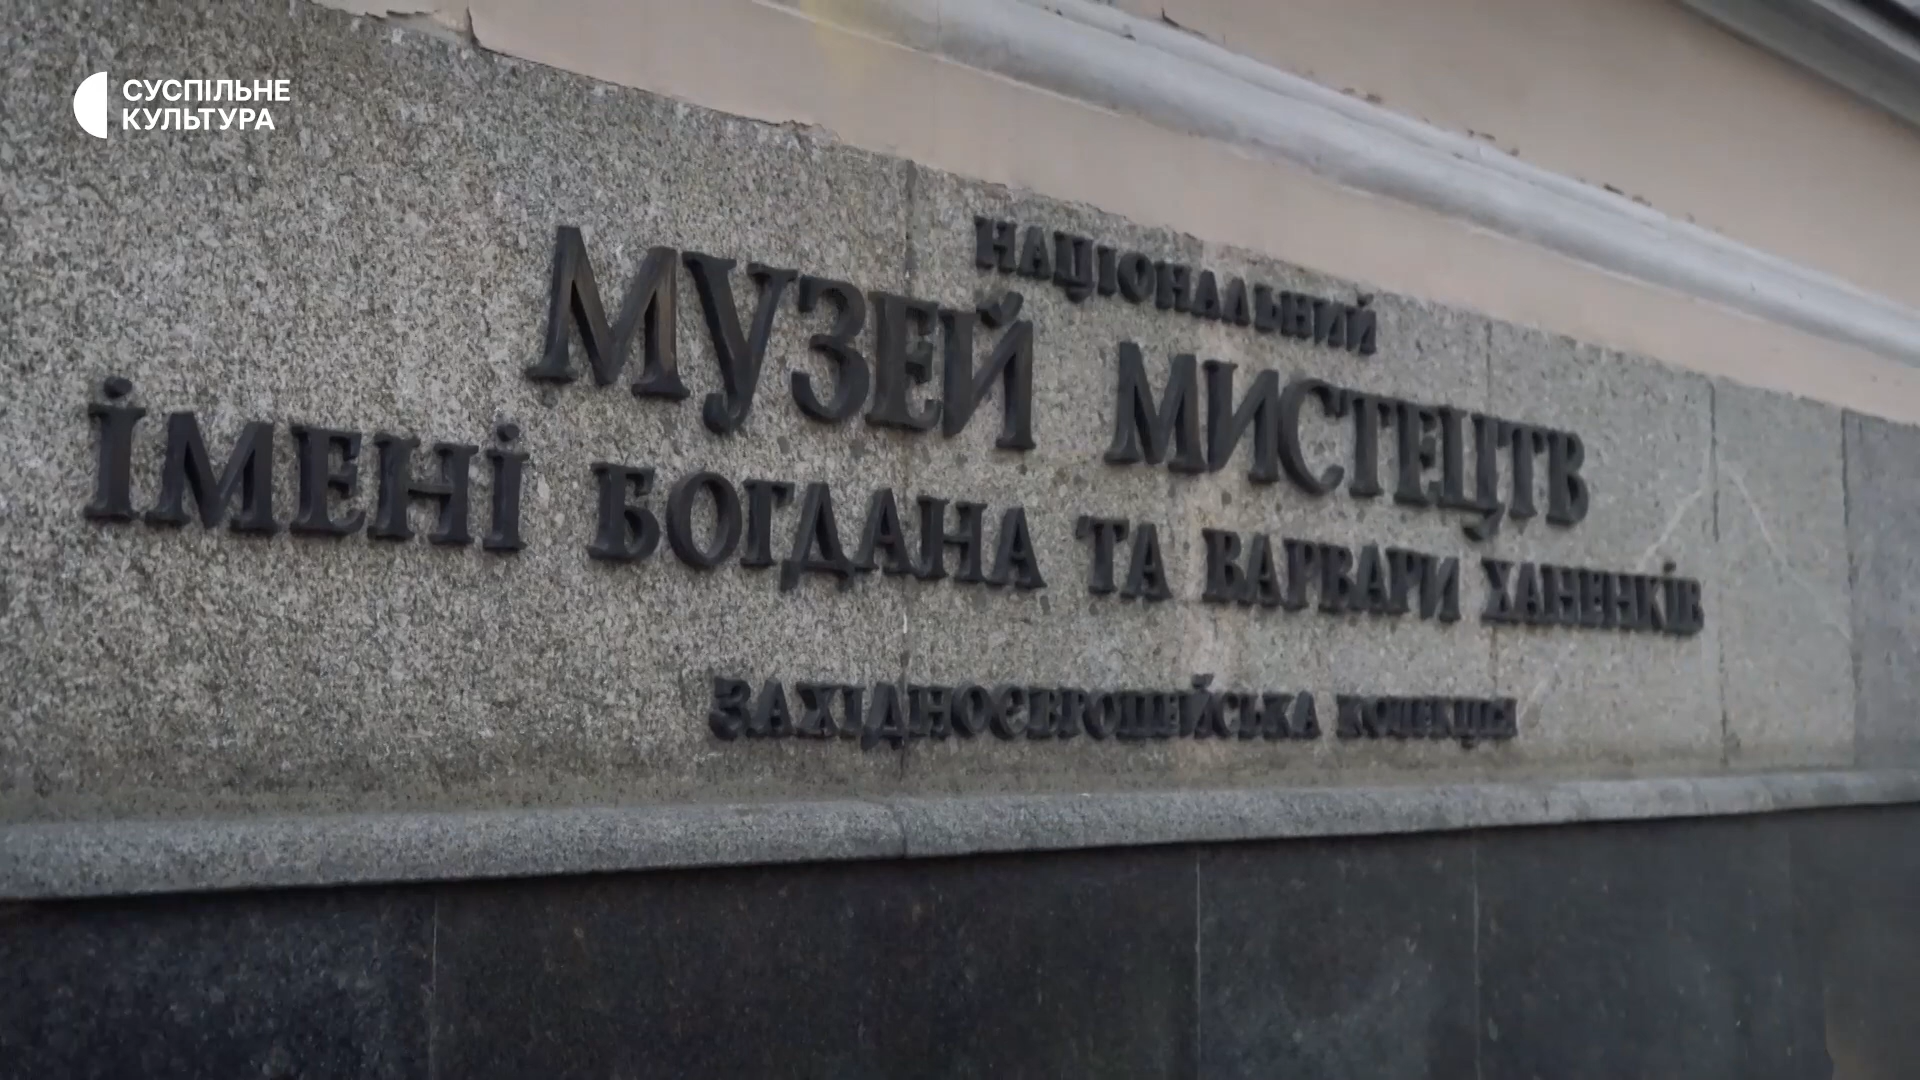 СУСПІЛЬНЕ
КУЛЬТУРА
НАЦІОНАЛЬНИЙ
МУЗЕЙ МИСТЕЦТВ
ІМЕНІ БОГДАНА ТА ВАРВАРИ ХАНЕНКІВ
ЗАХІДНОЄВРОПЕЙСЬКА КОЛЕКЦІЯ